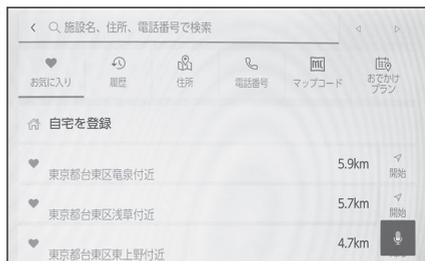 施設名、住所、電話番号で検索
お気に入り 履歴 住所 電話番号 マップコード おでかけプラン
自宅を登録
5.9km
東京都台東区竜泉付近 開始
5.7km
東京都台東区浅草付近 開始
4.7km
東京都台東区東上野付近